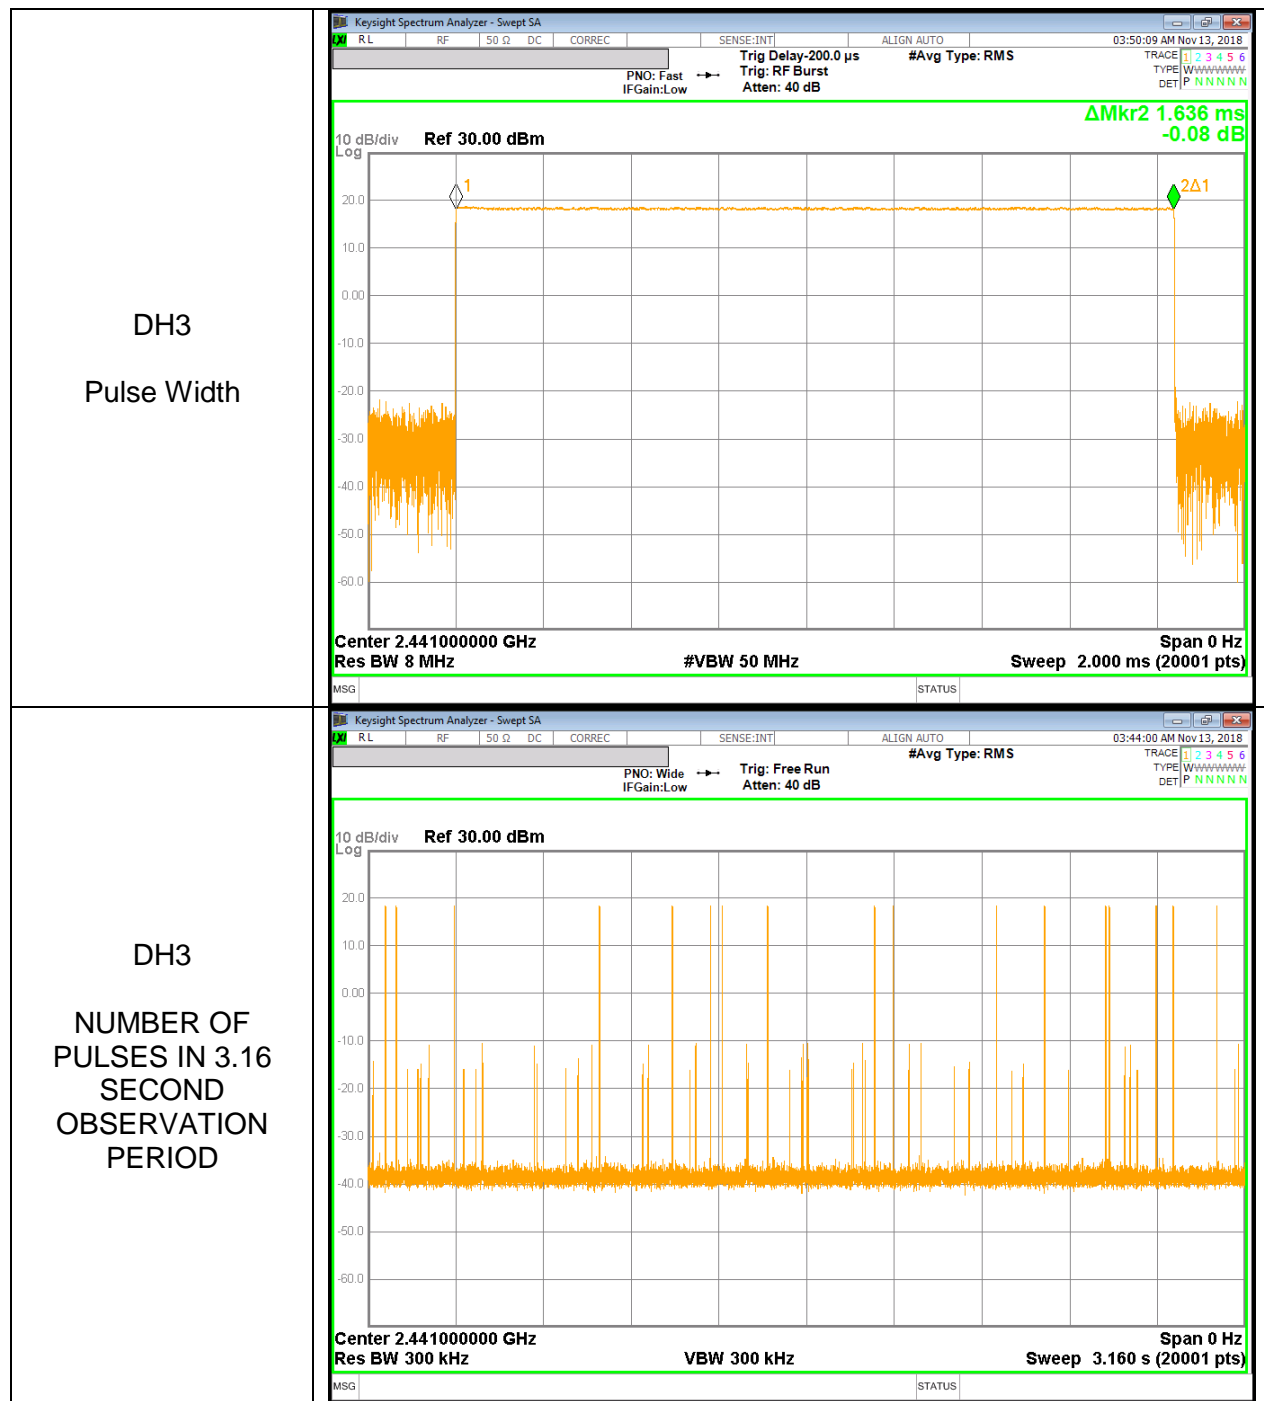 DH3
Pulse Width
Keysight Spectrum Analyzer - Swept SA
LXI RL RF 50 Ω DC CORREC SENSE:INT ALIGN AUTO 03:50:09 AM Nov 13, 2018
PNO: Fast
IFGain:Low
Trig Delay-200.0 µs
Trig: RF Burst
Atten: 40 dB
#Avg Type: RMS
TRACE 1 2 3 4 5 6
TYPE WWWWWWW
DET P N N N N N
ΔMkr2 1.636 ms
-0.08 dB
10 dB/div Ref 30.00 dBm
Log
1
2Δ1
20.0
10.0
0.00
-10.0
-20.0
-30.0
-40.0
-50.0
-60.0
Center 2.441000000 GHz Span 0 Hz
Res BW 8 MHz #VBW 50 MHz Sweep 2.000 ms (20001 pts)
MSG STATUS
DH3
NUMBER OF
PULSES IN 3.16
SECOND
OBSERVATION
PERIOD
Keysight Spectrum Analyzer - Swept SA
LXI RL RF 50 Ω DC CORREC SENSE:INT ALIGN AUTO 03:44:00 AM Nov 13, 2018
PNO: Wide
IFGain:Low
Trig: Free Run
Atten: 40 dB
#Avg Type: RMS
TRACE 1 2 3 4 5 6
TYPE WWWWWWW
DET P N N N N N
10 dB/div Ref 30.00 dBm
Log
20.0
10.0
0.00
-10.0
-20.0
-30.0
-40.0
-50.0
-60.0
Center 2.441000000 GHz Span 0 Hz
Res BW 300 kHz VBW 300 kHz Sweep 3.160 s (20001 pts)
MSG STATUS